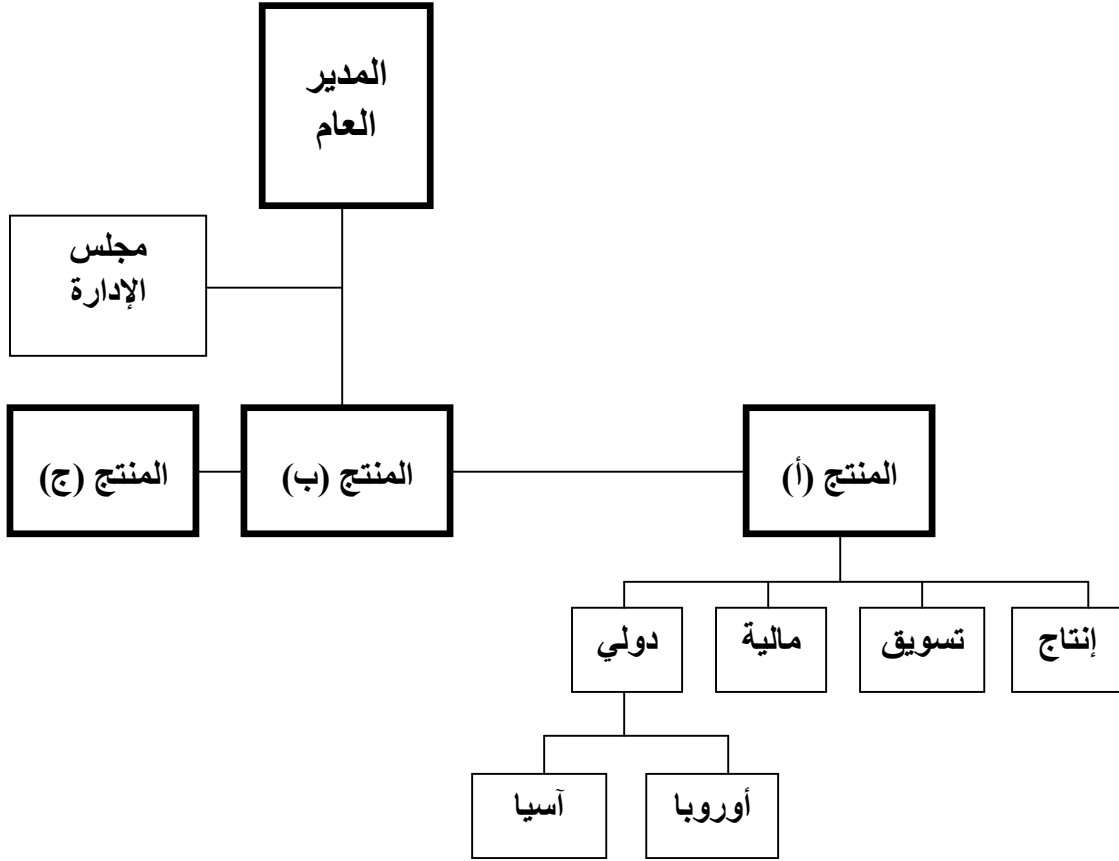 المدير
العام
مجلس
الإدارة
المنتج (أ)
المنتج (ب)
المنتج (ج)
إنتاج
تسويق
مالية
دولي
أوروبا
آسيا